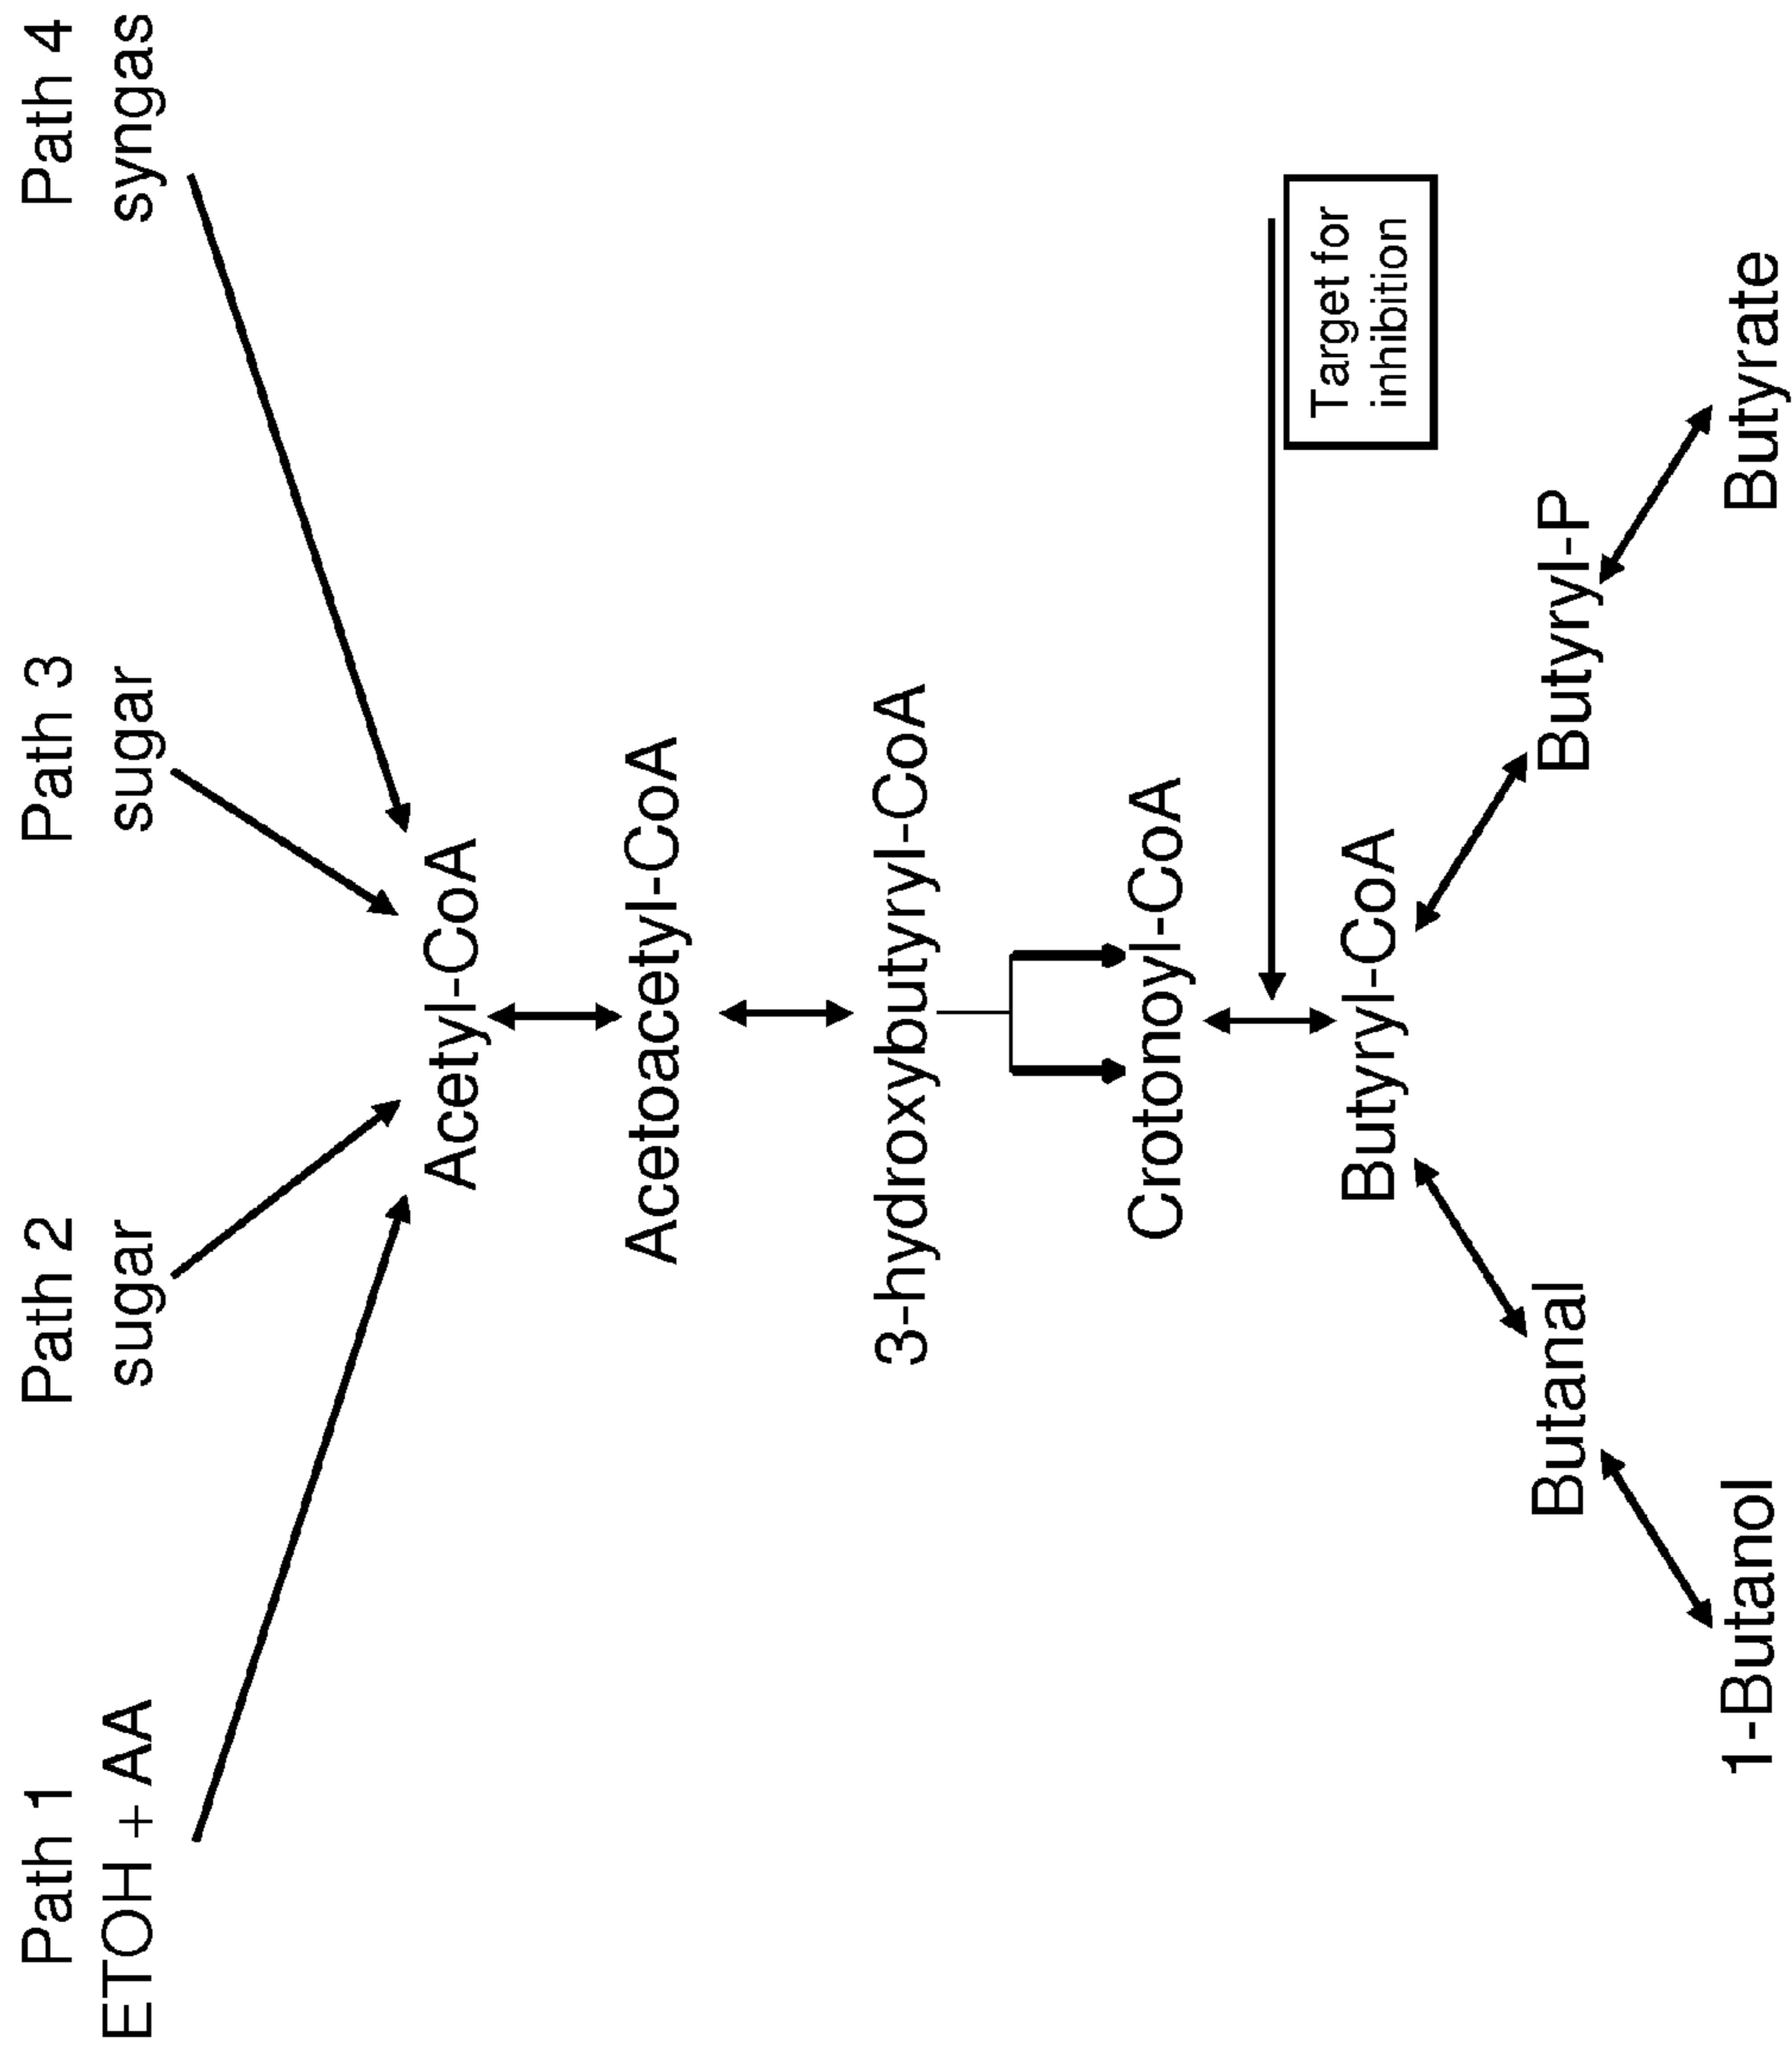 Path 1
ETOH + AA
Path 2
sugar
Path 3
sugar
Path 4
syngas
Acetyl-CoA
Acetoacetyl-CoA
3-hydroxybutyryl-CoA
Crotonoyl-CoA
Target for
inhibition
Butyryl-CoA
Butanal
Butyryl-P
1-Butanol
Butyrate